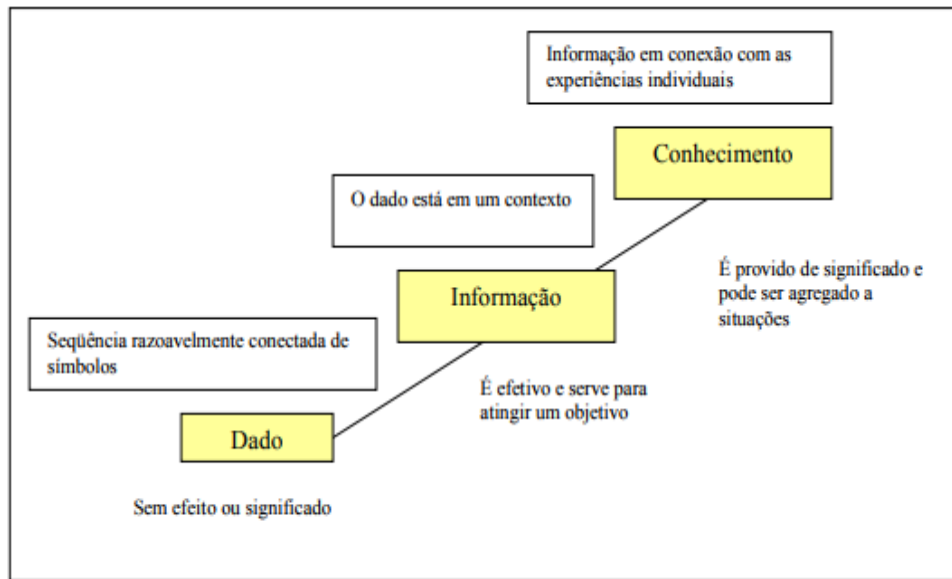 Informação em conexão com as
experiências individuais
Conhecimento
O dado está em um contexto
É provido de significado e
pode ser agregado a
situações
Informação
Seqüência razoavelmente conectada de
símbolos
É efetivo e serve para
atingir um objetivo
Dado
Sem efeito ou significado